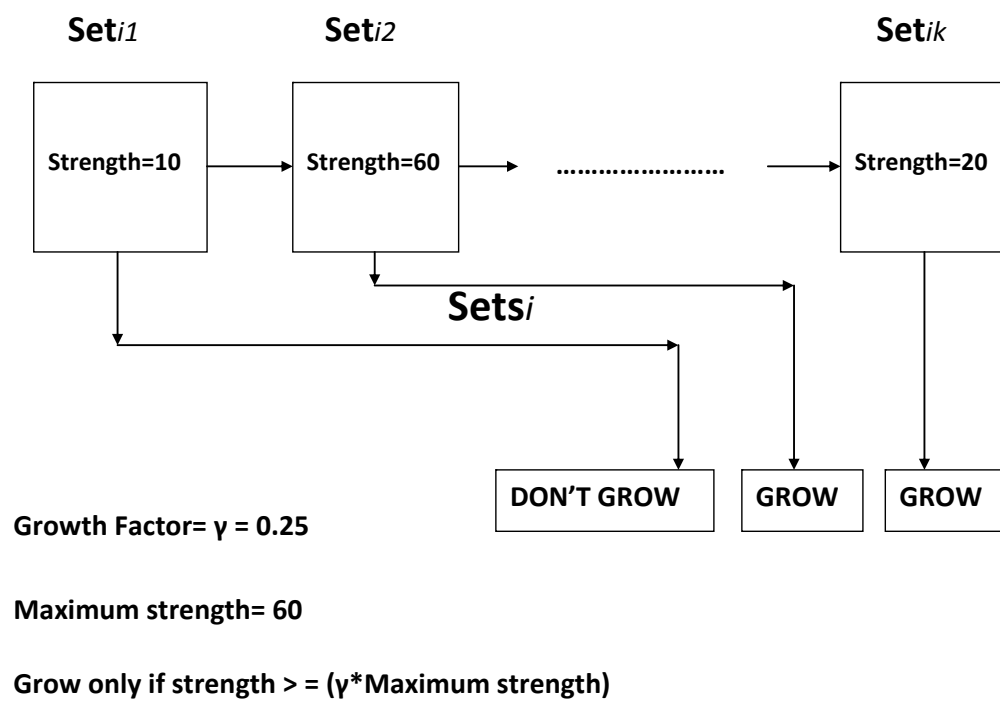 Seti1 Seti2 Setik
Strength=10 Strength=60 ........................ Strength=20
Setsi
DON'T GROW GROW GROW
Growth Factor= γ = 0.25
Maximum strength= 60
Grow only if strength > = (γ*Maximum strength)